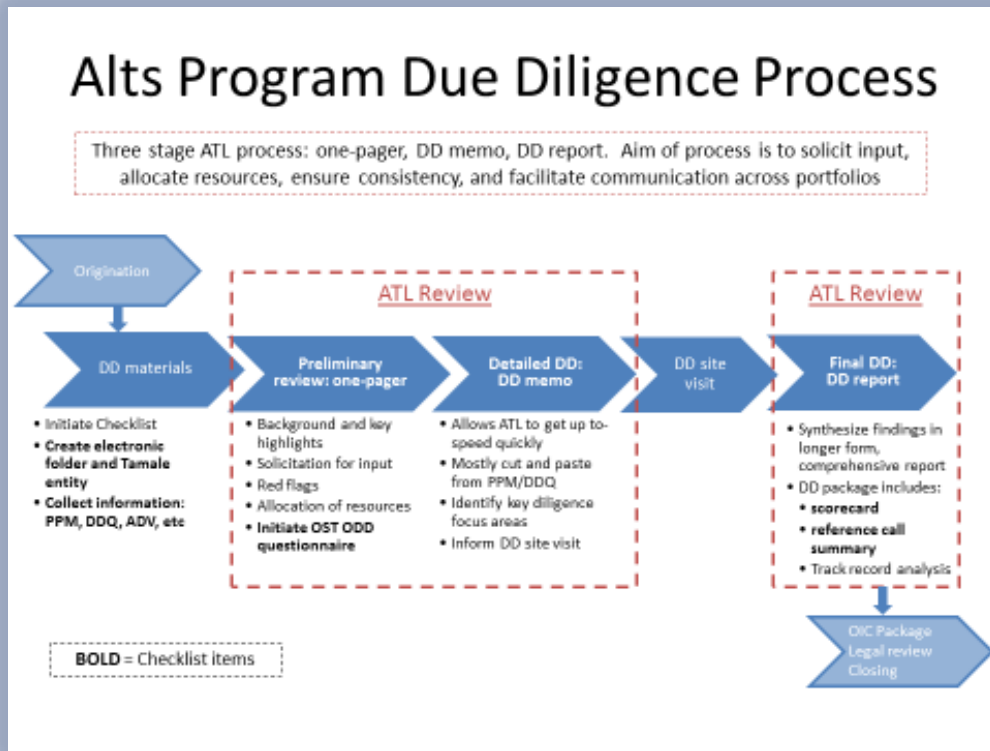 Alts Program Due Diligence Process
Three stage ATL process: one-pager, DD memo, DD report. Aim of process is to solicit input,
allocate resources, ensure consistency, and facilitate communication across portfolios
Origination
DD materials
• Initiate Checklist
• Create electronic
folder and Tamale
entity
• Collect information:
PPM, DDQ, ADV, etc
ATL Review
Preliminary
review: one-pager
• Background and key
highlights
• Solicitation for input
• Red flags
• Allocation of resources
• Initiate OST ODD
questionnaire
Detailed DD:
DD memo
• Allows ATL to get up to-
speed quickly
• Mostly cut and paste
from PPM/DDQ
• Identify key diligence
focus areas
• Inform DD site visit
DD site
visit
ATL Review
Final DD:
DD report
• Synthesize findings in
longer form,
comprehensive report
• DD package includes:
• scorecard
• reference call
summary
• Track record analysis
OIC Package
Legal review
Closing
BOLD = Checklist items